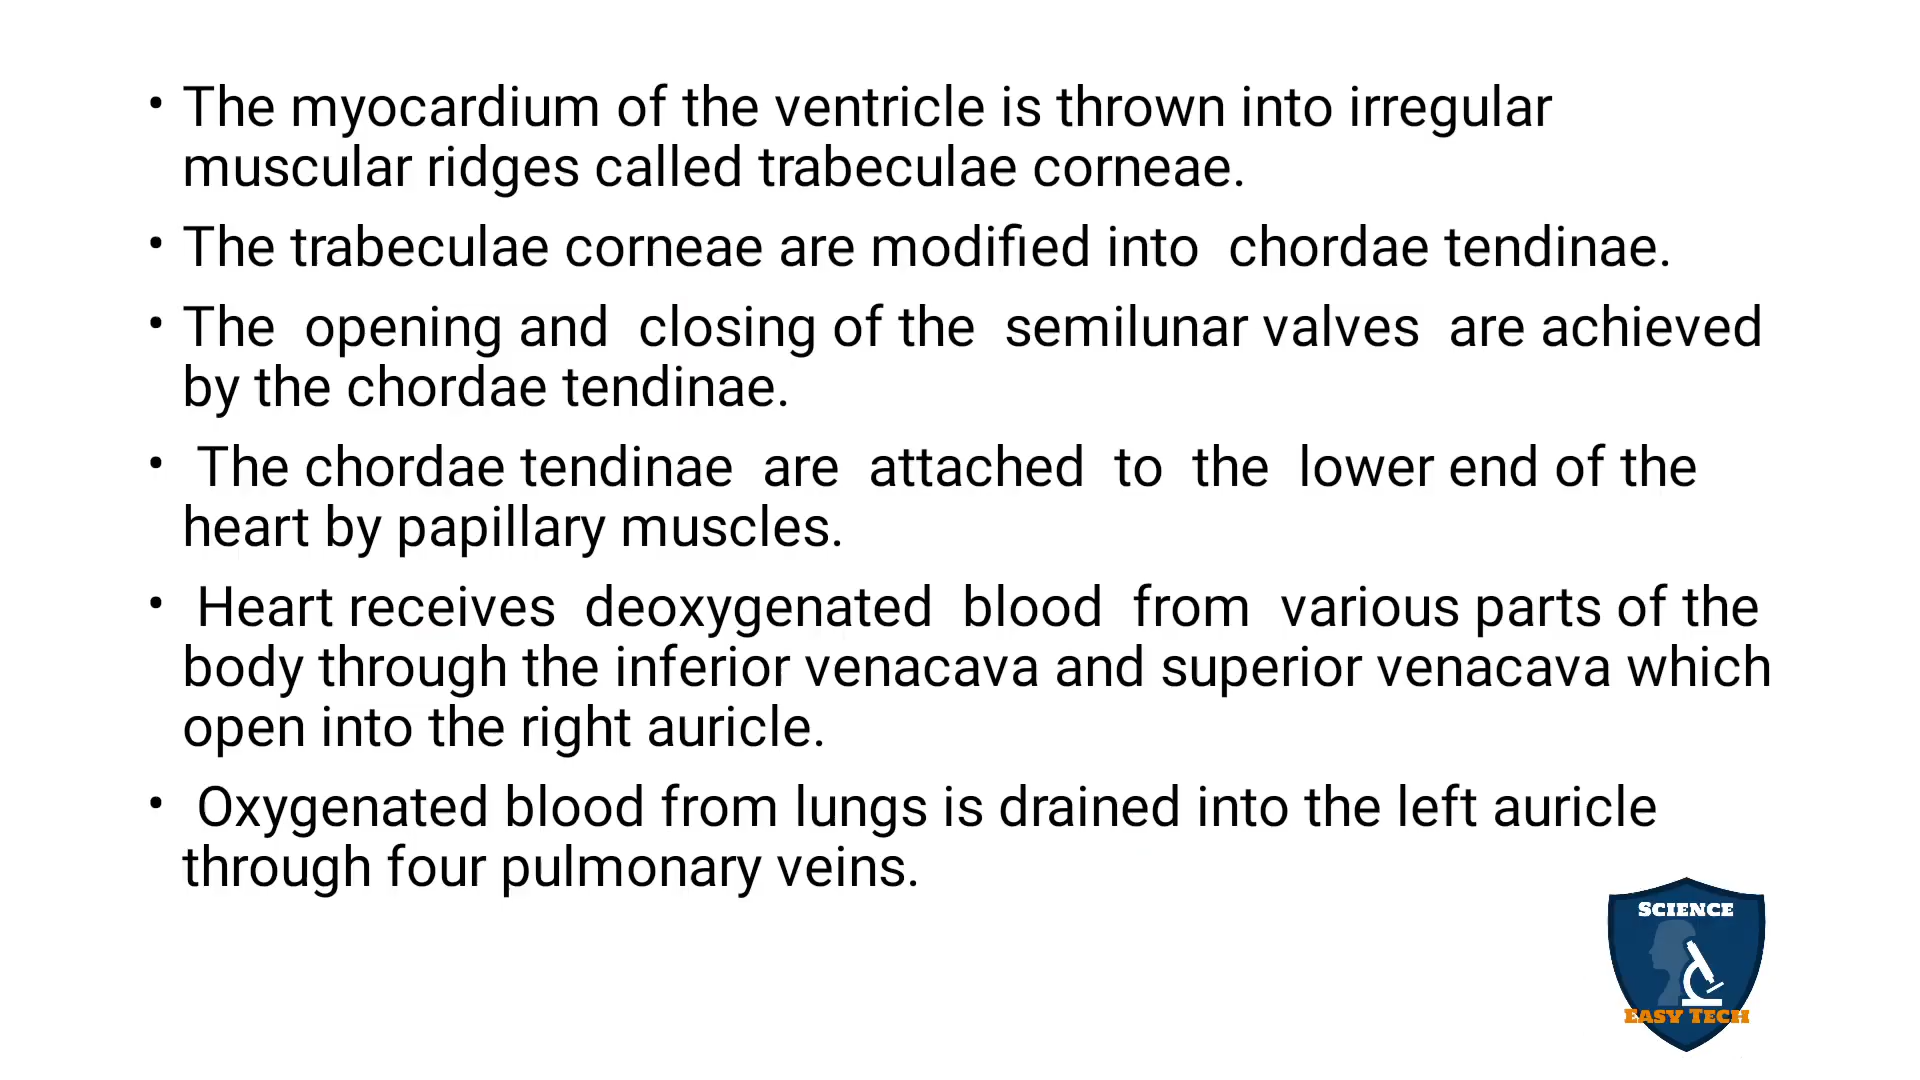 • The myocardium of the ventricle is thrown into irregular
muscular ridges called trabeculae corneae.
• The trabeculae corneae are modified into chordae tendinae.
• The opening and closing of the semilunar valves are achieved
by the chordae tendinae.
• The chordae tendinae are attached to the lower end of the
heart by papillary muscles.
• Heart receives deoxygenated blood from various parts of the
body through the inferior venacava and superior venacava which
open into the right auricle.
• Oxygenated blood from lungs is drained into the left auricle
through four pulmonary veins.
SCIENCE
EASY TECH